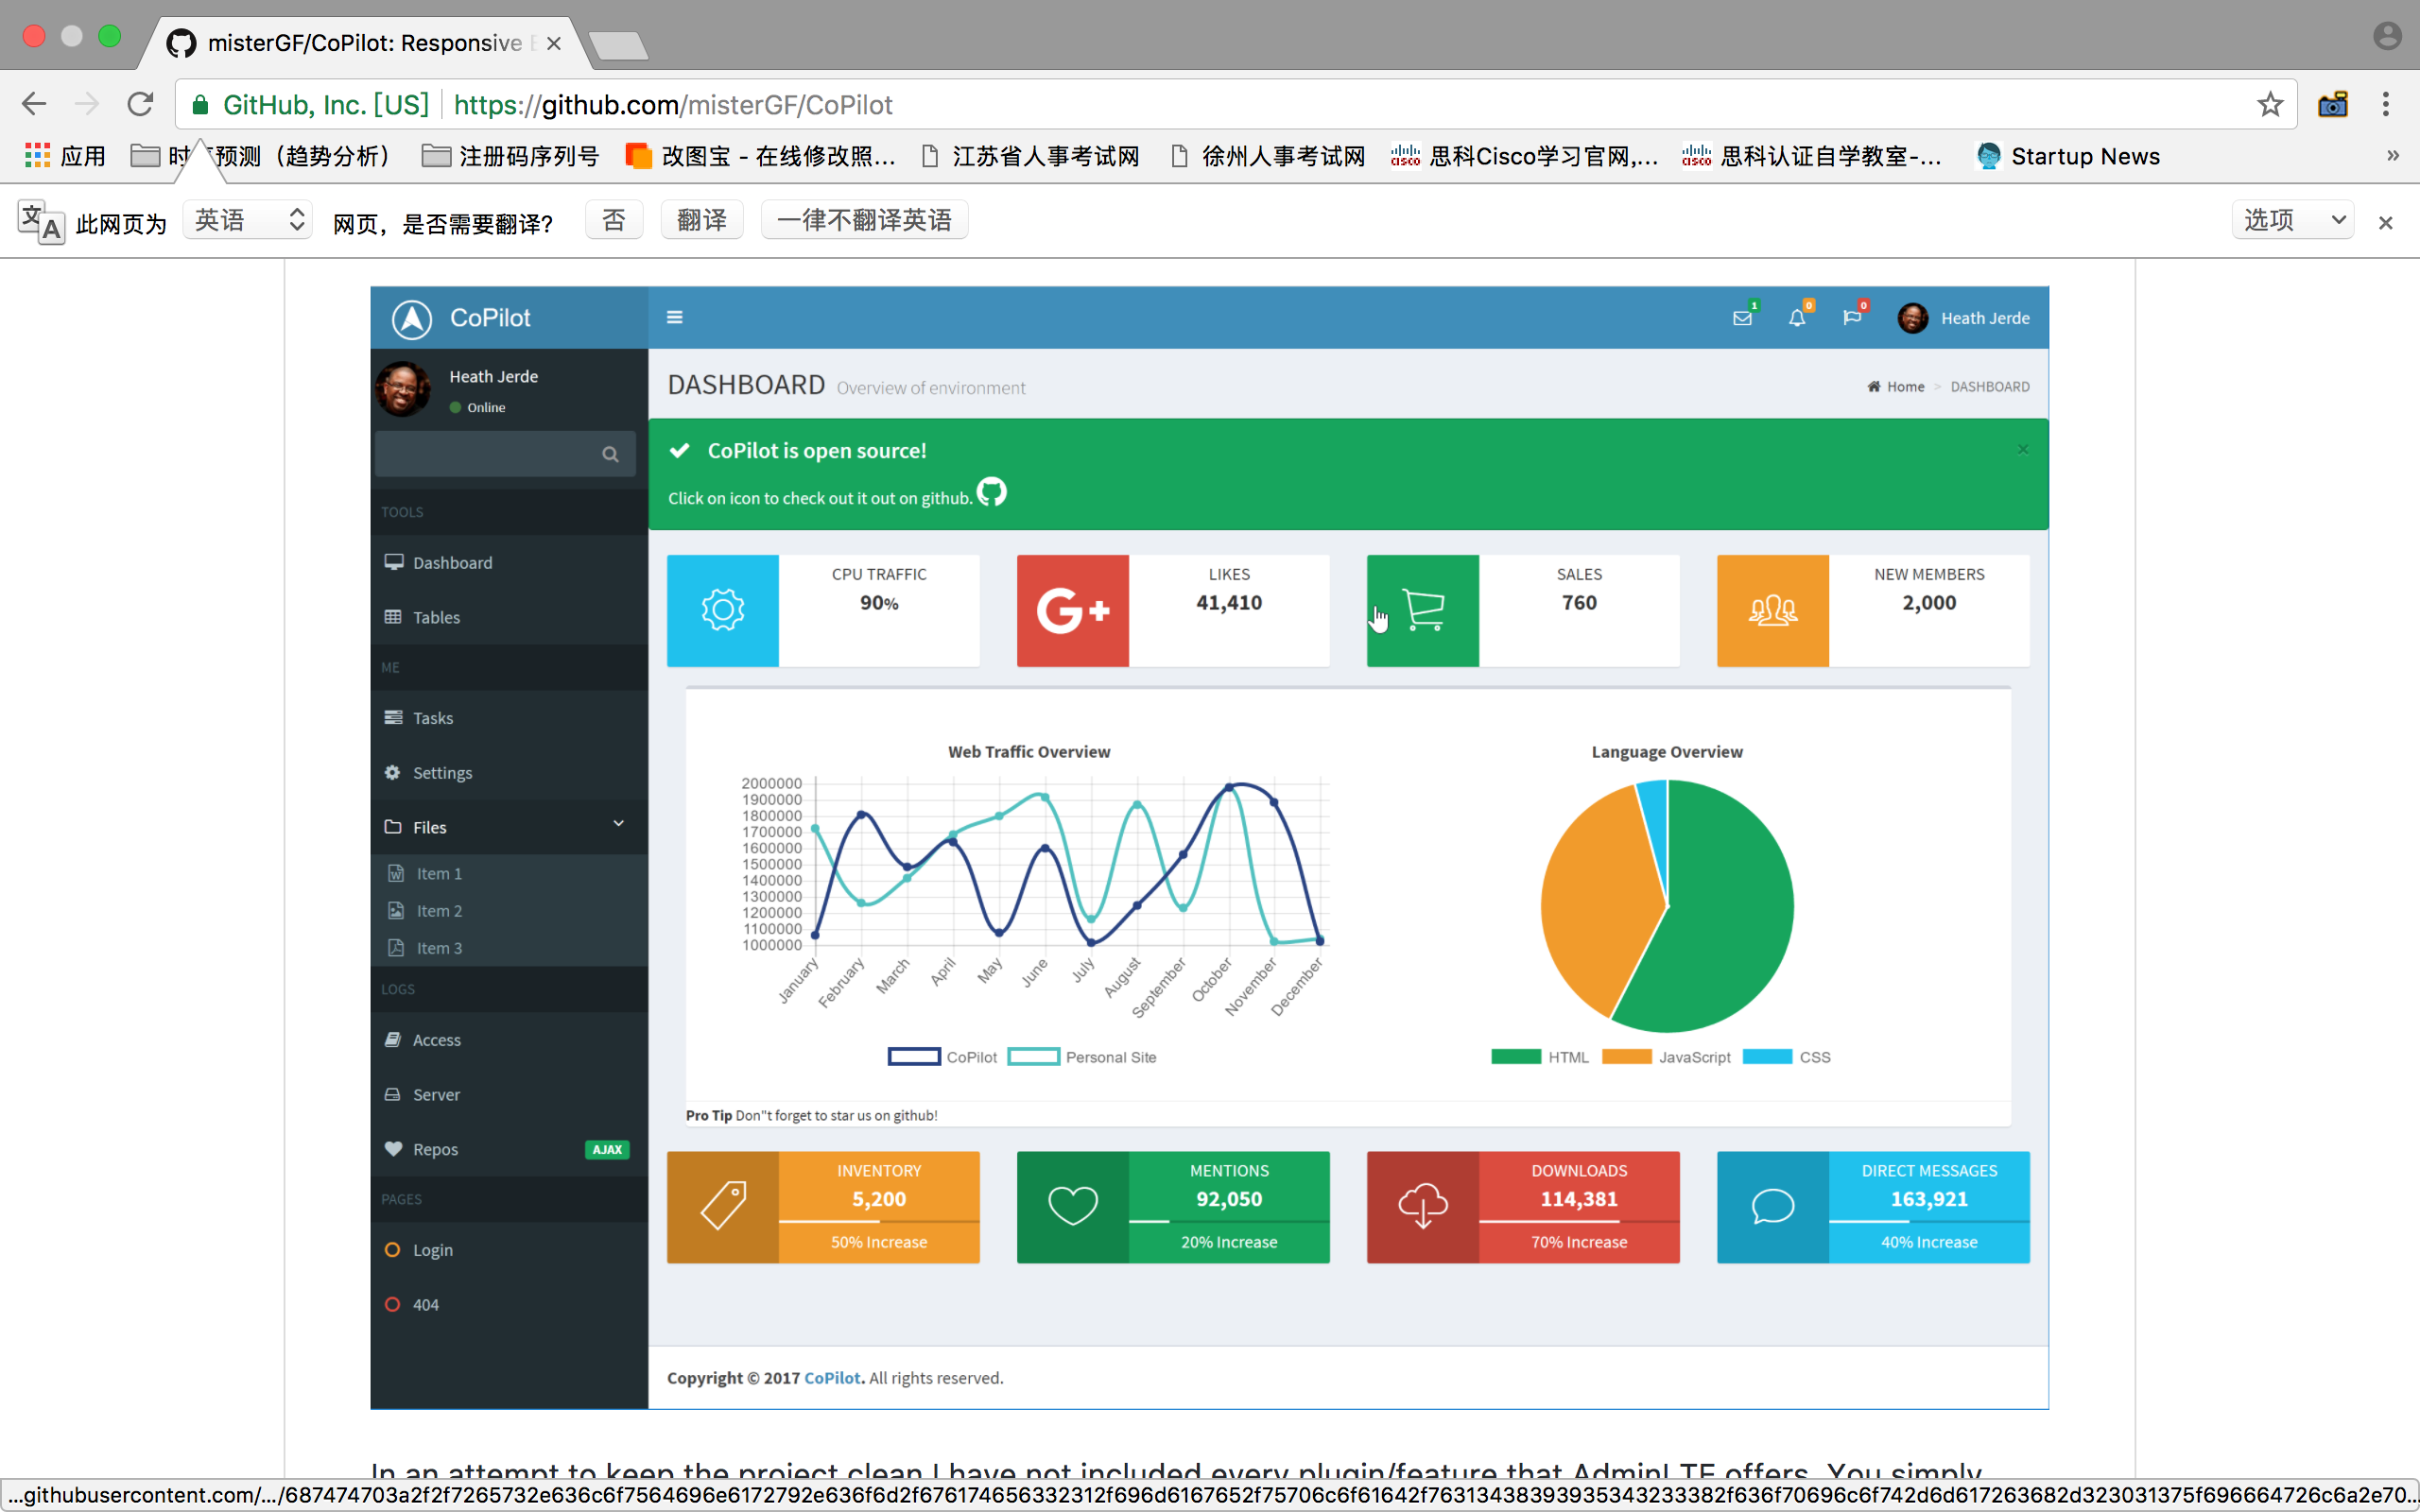 misterGF/CoPilot: Responsive
GitHub, Inc. [US] https://github.com/misterGF/CoPilot
应用
预测（趋势分析）
注册码序列号
改图宝 - 在线修改照...
江苏省人事考试网
徐州人事考试网
思科Cisco学习官网,...
思科认证自学教室-...
Startup News
»
此网页为 英语 网页，是否需要翻译? 否 翻译 一律不翻译英语 选项
CoPilot
1 0 0 Heath Jerde
Heath Jerde
Online
TOOLS
Dashboard
Tables
ME
Tasks
Settings
Files
Item 1
Item 2
Item 3
LOGS
Access
Server
Repos AJAX
PAGES
Login
404
DASHBOARD Overview of environment
Home > DASHBOARD
CoPilot is open source!
Click on icon to check out it out on github.
CPU TRAFFIC
90%
G+
LIKES
41,410
SALES
760
NEW MEMBERS
2,000
Web Traffic Overview
2000000
1900000
1800000
1700000
1600000
1500000
1400000
1300000
1200000
1100000
1000000
January February March April May June July August September October November December
CoPilot Personal Site
Language Overview
HTML JavaScript CSS
Pro Tip Don"t forget to star us on github!
INVENTORY
5,200
50% Increase
MENTIONS
92,050
20% Increase
DOWNLOADS
114,381
70% Increase
DIRECT MESSAGES
163,921
40% Increase
Copyright © 2017 CoPilot. All rights reserved.
In an attempt to keep the project clean I have not included every plugin/feature that AdminLTE offers. You simply